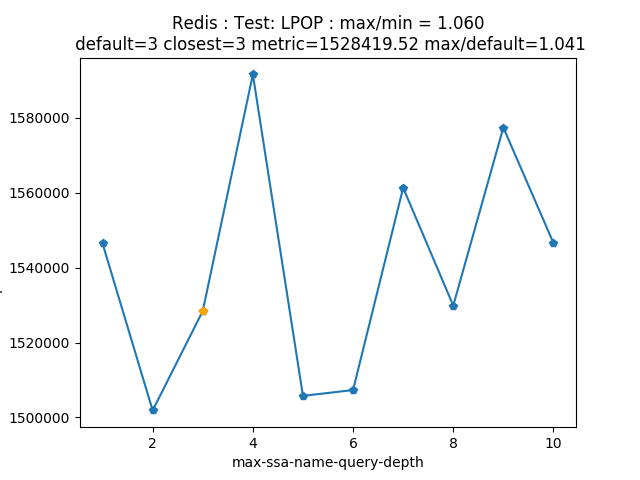 Redis : Test: LPOP : max/min = 1.060
default=3 closest=3 metric=1528419.52 max/default=1.041
1580000
1560000
1540000
1520000
1500000
2 4 6 8 10
max-ssa-name-query-depth